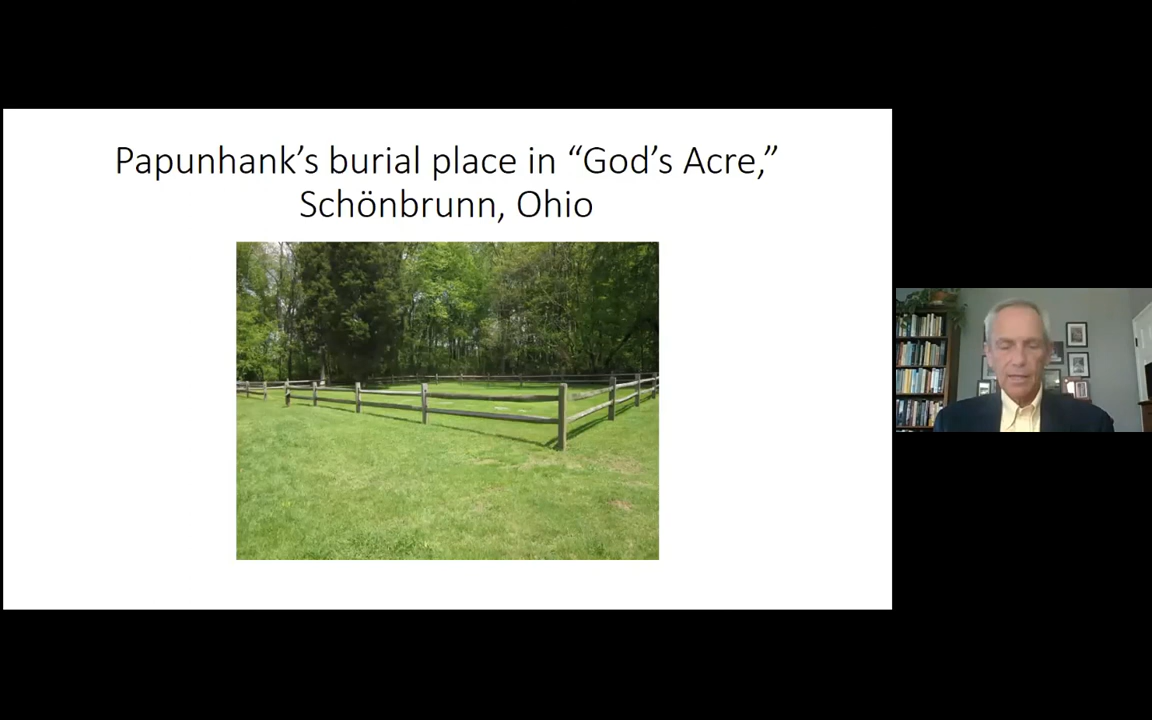 Papunhank’s burial place in “God’s Acre,”
Schönbrunn, Ohio